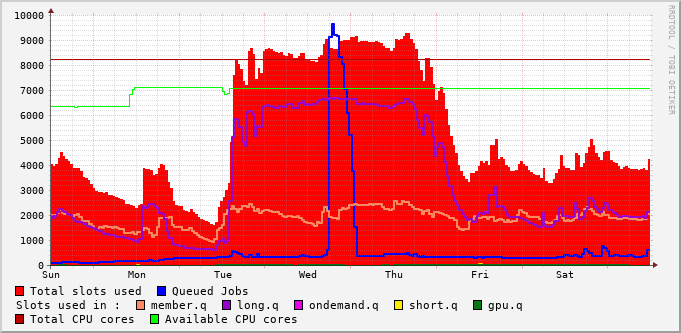 RRDTOOL / TOBI OETIKER
10000
9000
8000
7000
6000
5000
4000
3000
2000
1000
0
Sun Mon Tue Wed Thu Fri Sat
Total slots used Queued Jobs
Slots used in : member.q long.q ondemand.q short.q gpu.q
Total CPU cores Available CPU cores